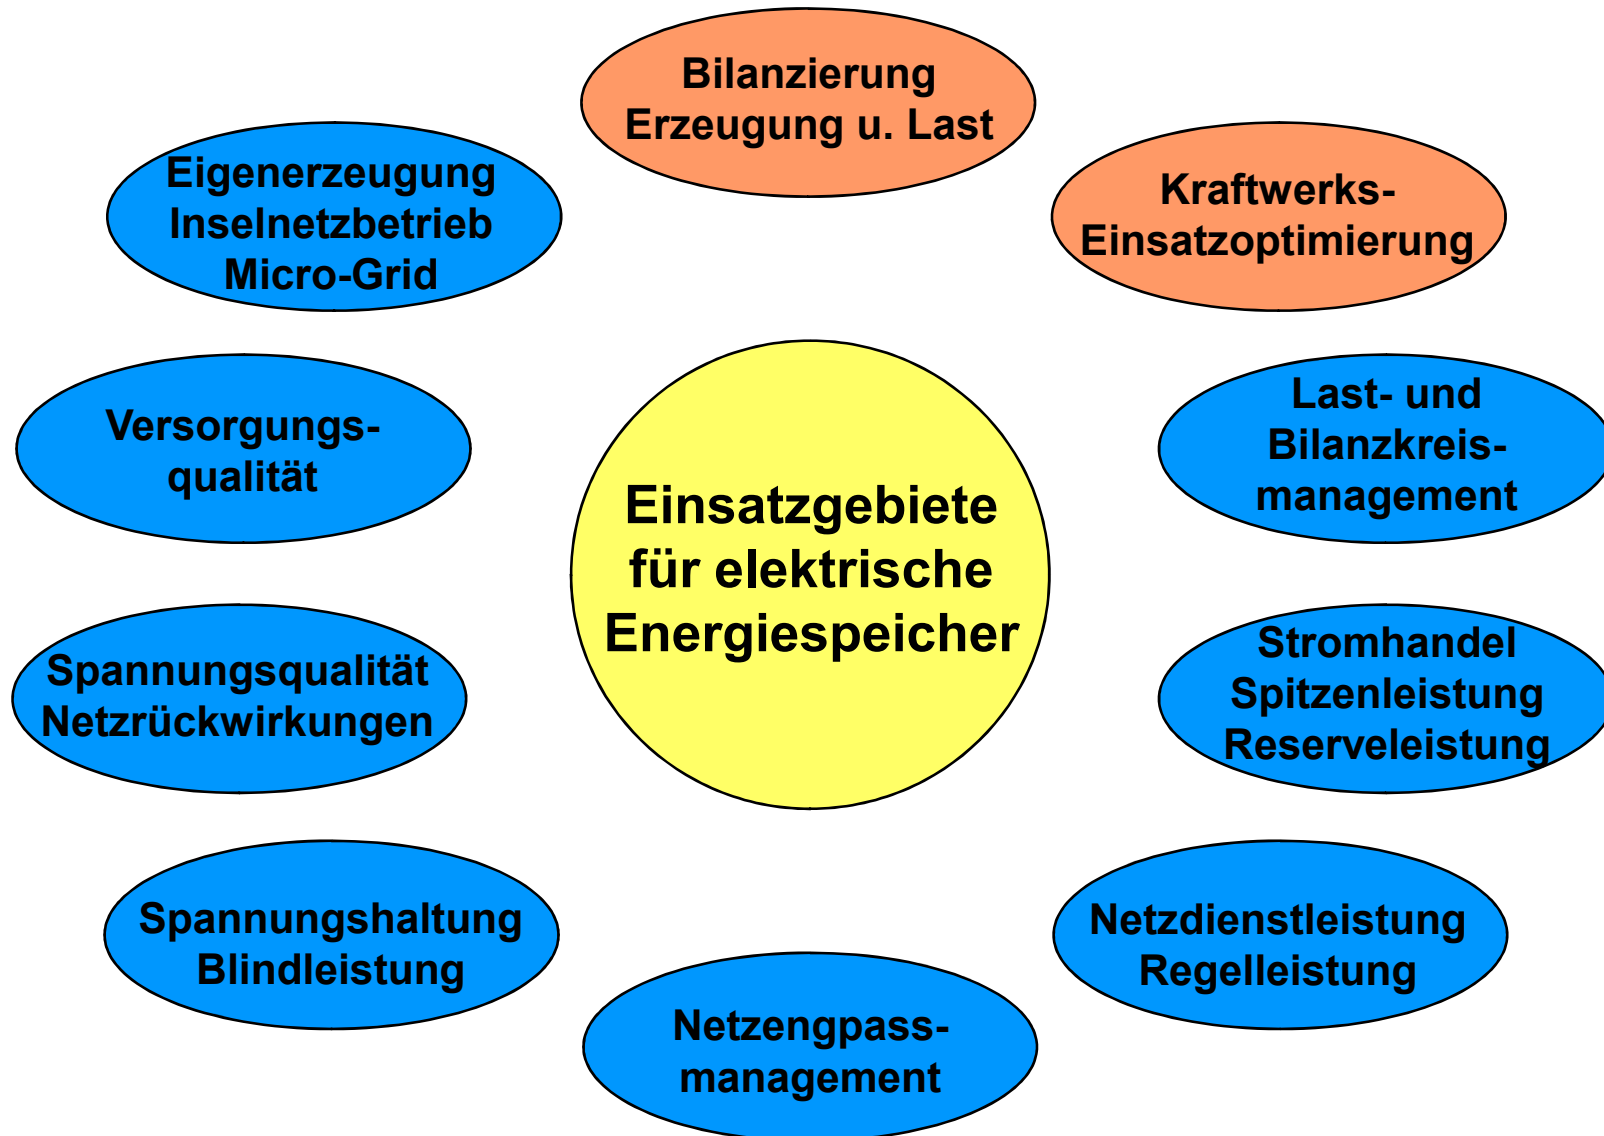 Bilanzierung
Erzeugung u. Last
Kraftwerks-
Einsatzoptimierung
Last- und
Bilanzkreis-
management
Stromhandel
Spitzenleistung
Reserveleistung
Netzdienstleistung
Regelleistung
Netzengpass-
management
Spannungshaltung
Blindleistung
Spannungsqualität
Netzrückwirkungen
Versorgungs-
qualität
Eigenerzeugung
Inselnetzbetrieb
Micro-Grid
Einsatzgebiete
für elektrische
Energiespeicher